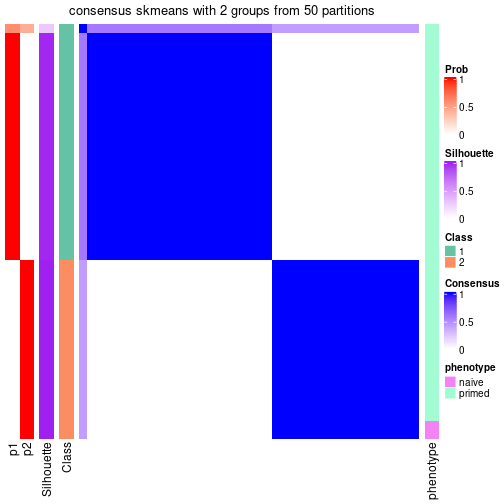 consensus skmeans with 2 groups from 50 partitions
Prob
1
0.5
0
Silhouette
1
0.5
0
Class
1
2
Consensus
1
0.5
0
phenotype
naive
primed
p1
p2
Silhouette
Class
phenotype